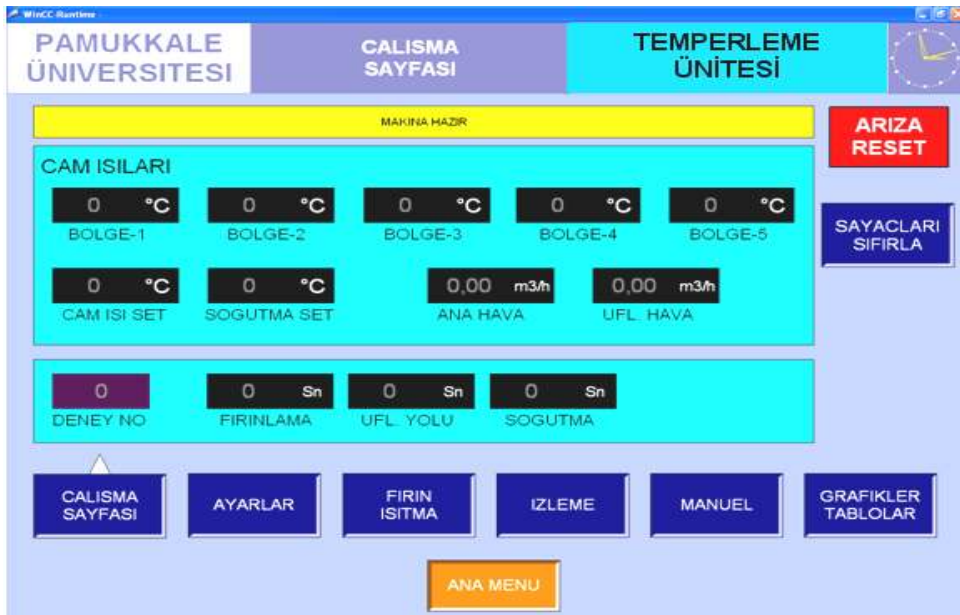 WinCC-Runtime
PAMUKKALE
ÜNIVERSITESI
CALISMA
SAYFASI
TEMPERLEME
ÜNİTESİ
MAKINA HAZIR
ARIZA
RESET
CAM ISILARI
0 °C
0 °C
0 °C
0 °C
0 °C
BOLGE-1
BOLGE-2
BOLGE-3
BOLGE-4
BOLGE-5
SAYACLARI
SIFIRLA
0 °C
0 °C
0,00 m3/h
0,00 m3/h
CAM ISI SET
SOGUTMA SET
ANA HAVA
UFL. HAVA
0
0 Sn
0 Sn
0 Sn
DENEY NO
FIRINLAMA
UFL. YOLU
SOGUTMA
CALISMA
SAYFASI
AYARLAR
FIRIN
ISITMA
IZLEME
MANUEL
GRAFIKLER
TABLOLAR
ANA MENU